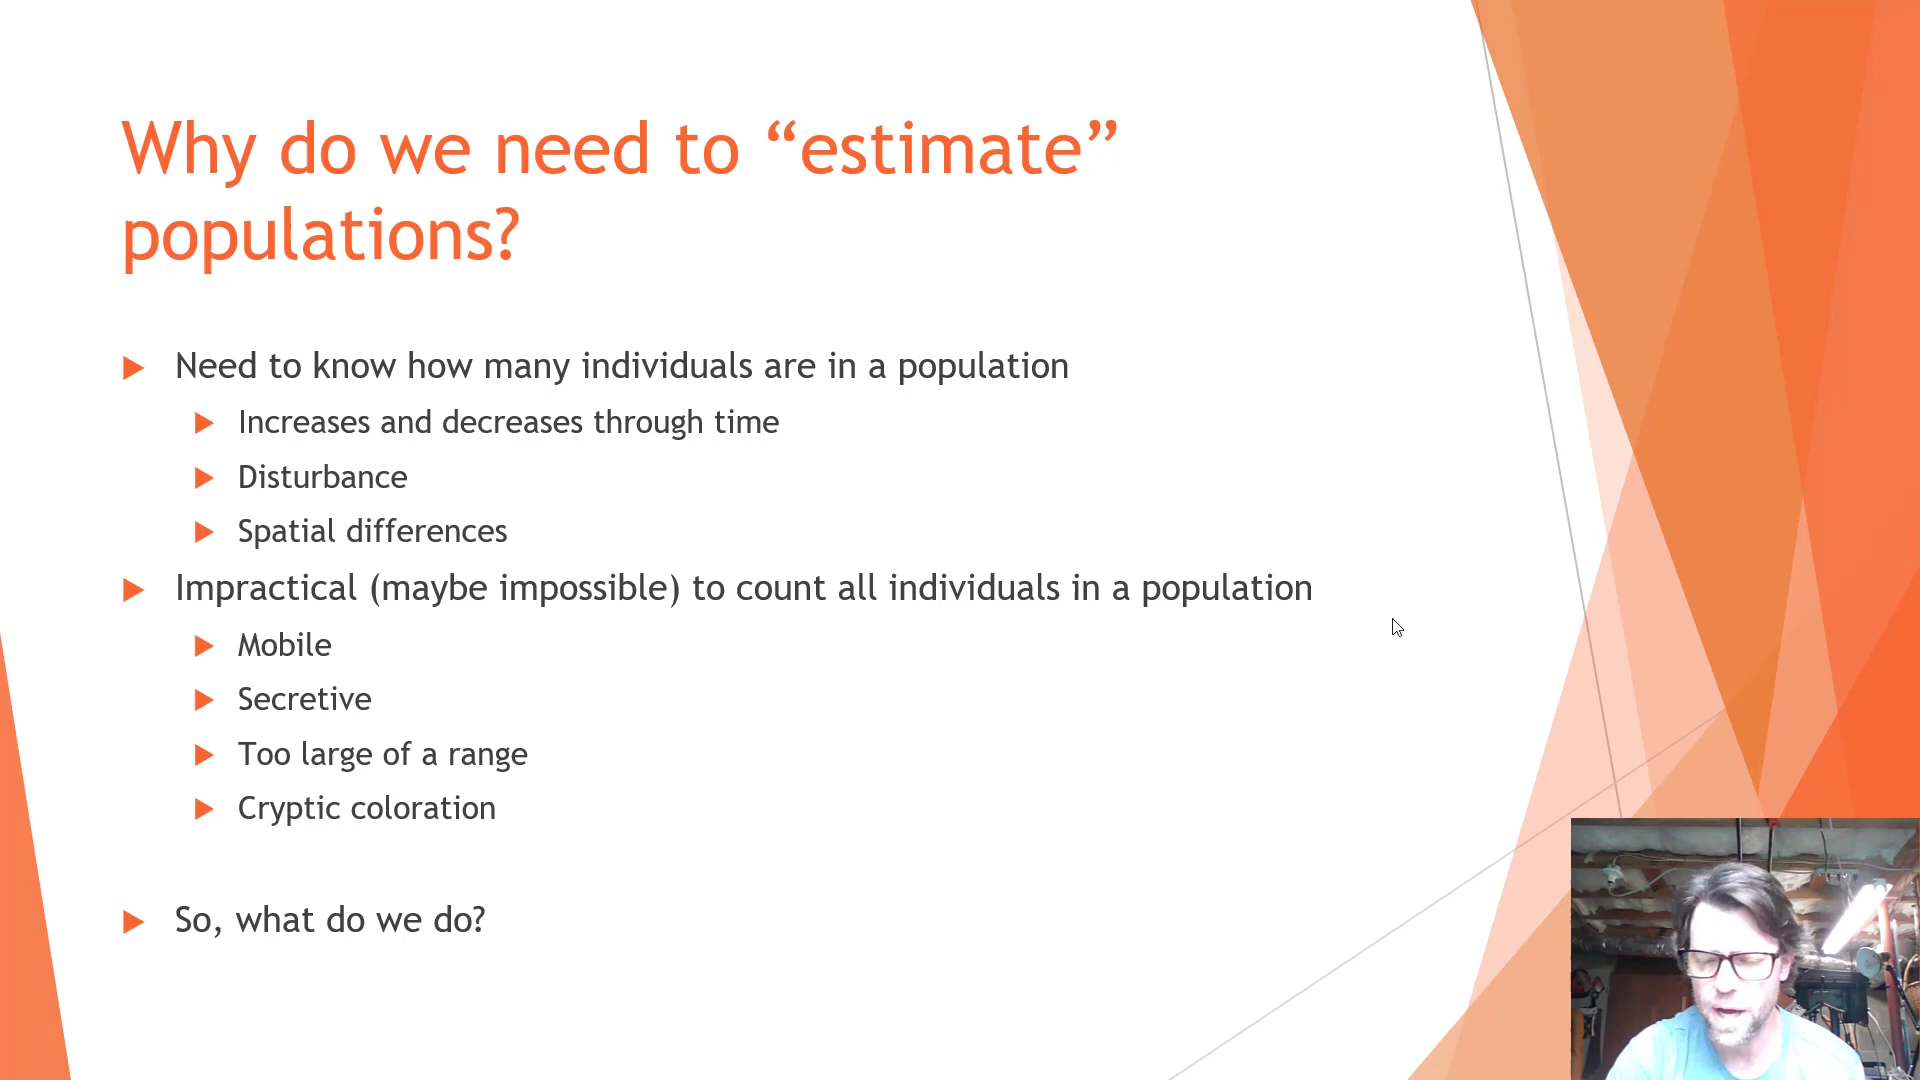 Why do we need to “estimate”
populations?
Need to know how many individuals are in a population
Increases and decreases through time
Disturbance
Spatial differences
Impractical (maybe impossible) to count all individuals in a population
Mobile
Secretive
Too large of a range
Cryptic coloration
So, what do we do?